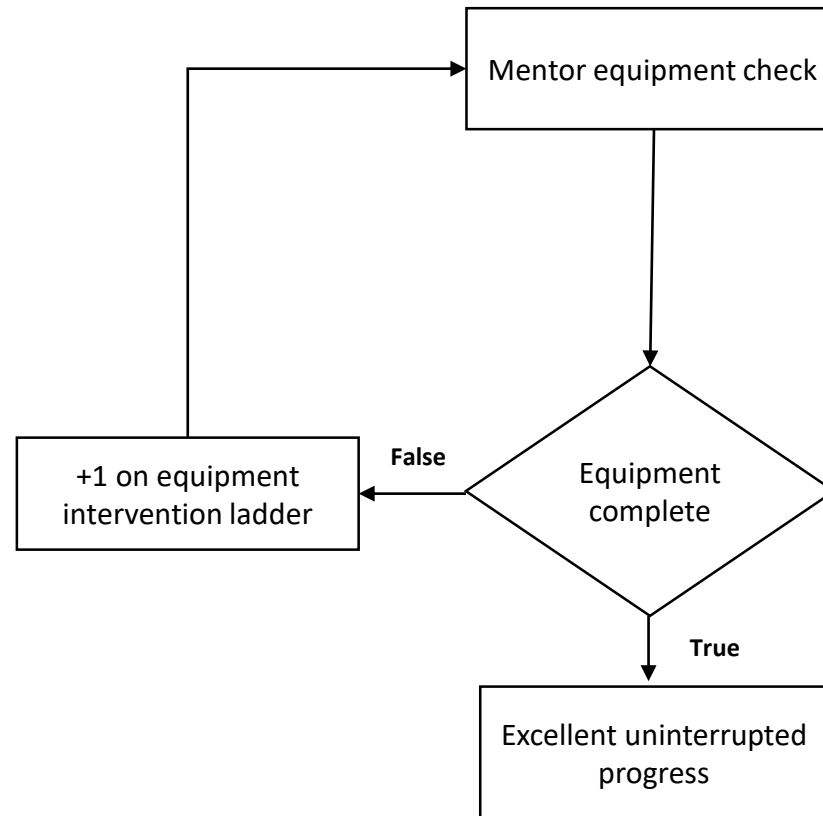 Mentor equipment check
False
+1 on equipment
intervention ladder
Equipment
complete
True
Excellent uninterrupted
progress